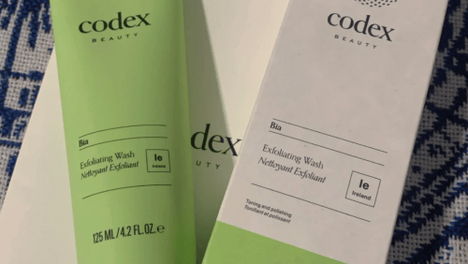 codex
BEAUTY
Bia
Exfoliating Wash
Nettoyant Exfoliant
Ie
Ireland
125 ML/4.2 FL.OZ.e
dex
UTY
codex
BEAUTY
Bia
Exfoliating Wash
Nettoyant Exfoliant
Ie
Ireland
Toning and polishing
Tonifiant et polissant